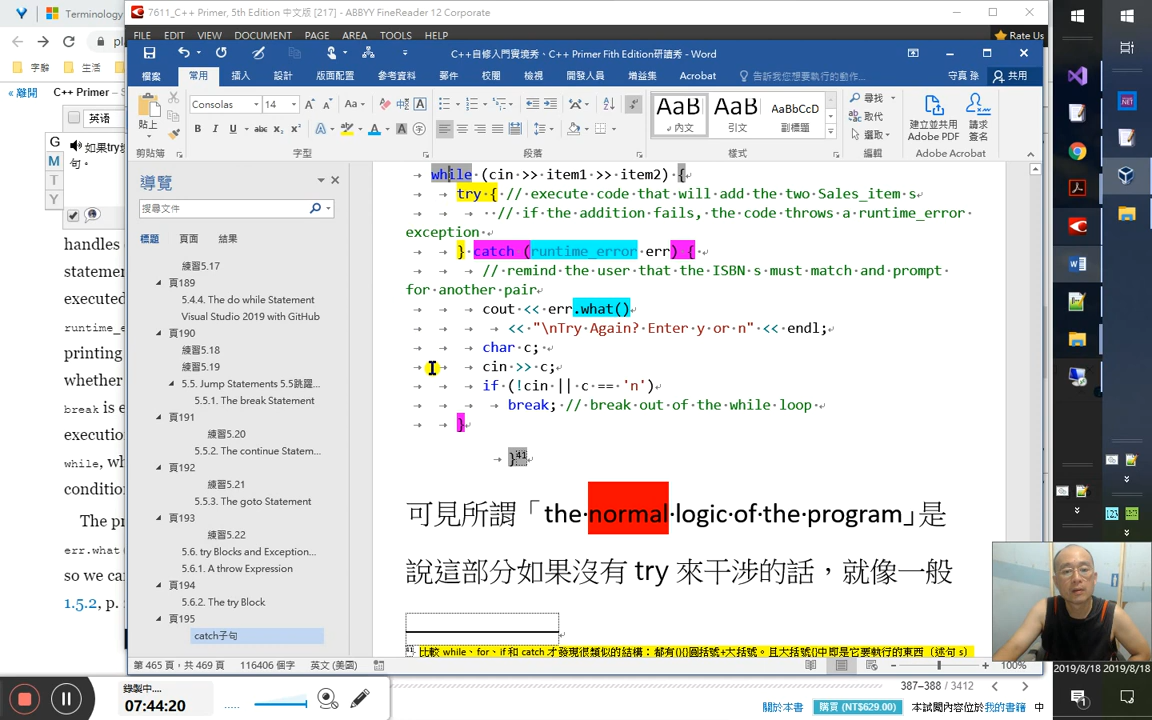 Terminology
7611_C++ Primer, 5th Edition 中文版 [217] - ABBYY FineReader 12 Corporate
FILE EDIT VIEW DOCUMENT PAGE AREA TOOLS HELP
Rate Us
C++自修入門實境秀、C++ Primer Fifth Edition研讀秀 - Word
檔案 常用 插入 設計 版面配置 參考資料 郵件 校閱 檢視 開發人員 增益集 Acrobat 告訴我您想要執行的動作... 守真 孫 共用
貼上
Consolas 14
AaBbC AaBbC AaBbCcD
內文 引文 副標題
尋找
取代
選取
建立並共用 Adobe PDF
請求簽名
剪貼簿 字型 段落 樣式 編輯 Adobe Acrobat
字辭 生活
« 離開 C++ Primer –
英语
G
M
T
Y
如果try
句。
handles
statemen
executed
runtime_e
printing
whether
break is e
execution
while, wh
condition
The pr
err.what(
so we can
1.5.2, p.
導覽
搜尋文件
標題 頁面 結果
練習5.17
頁189
5.4.4. The do while Statement
Visual Studio 2019 with GitHub
頁190
練習5.18
練習5.19
5.5. Jump Statements 5.5跳躍...
5.5.1. The break Statement
頁191
練習5.20
5.5.2. The continue Statem...
頁192
練習5.21
5.5.3. The goto Statement
頁193
練習5.22
5.6. try Blocks and Exception...
5.6.1. A throw Expression
頁194
5.6.2. The try Block
頁195
catch子句
while (cin >> item1 >> item2) {
try { // execute code that will add the two Sales_item s
// if the addition fails, the code throws a runtime_error
exception
} catch (runtime_error err) {
// remind the user that the ISBN s must match and prompt
for another pair
cout << err.what()
<< "\nTry Again? Enter y or n" << endl;
char c;
cin >> c;
if (!cin || c == 'n')
break; // break out of the while loop
}
}41
可見所謂「the normal logic of the program」是
說這部分如果沒有 try 來干涉的話，就像一般
41 比較 while、for、if 和 catch 才發現很類似的結構：都有(){}圓括號+大括號。且大括號{}中即是它要執行的東西（述句 s）
第 465 頁，共 469 頁 116406 個字 英文 (美國) 100%
錄製中....
07:44:20
387–388 / 3412
關於本書 購買 (NT$629.00) 本試閱內容位於我的書籍 中
2019/8/18 2019/8/18